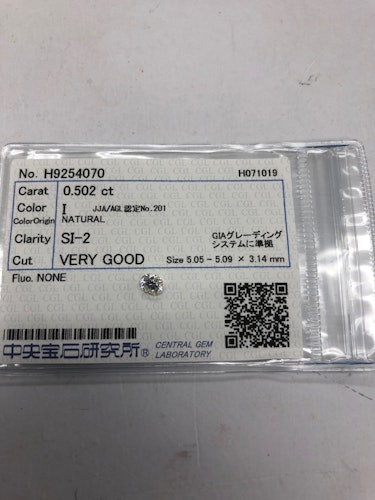 No. H9254070 H071019
Carat 0.502 ct
Color I JJA/AGL認定No.201
ColorOrigin NATURAL
Clarity SI-2 GIAグレーディング
システムに準拠
Cut VERY GOOD Size 5.05 - 5.09 × 3.14 mm
Fluo. NONE
中央宝石研究所® CENTRAL GEM
LABORATORY